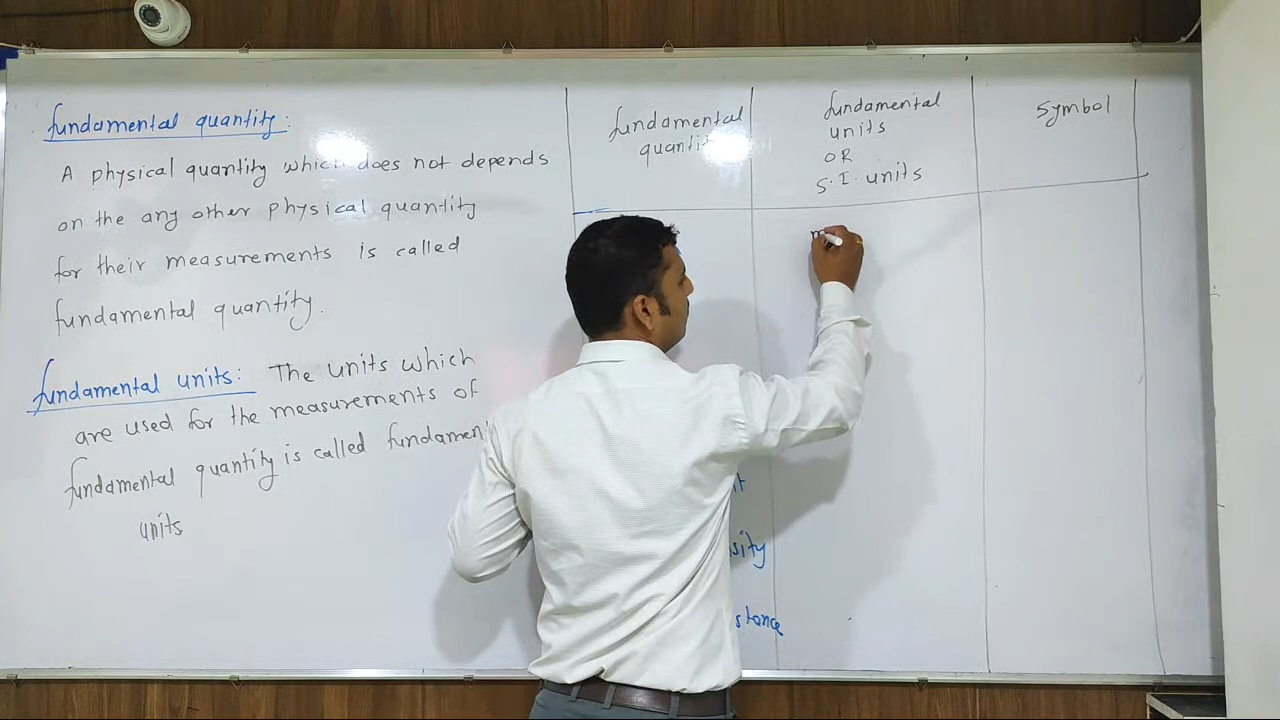 fundamental quantity:
A physical quantity which does not depends
on the any other physical quantity
for their measurements is called
fundamental quantity.
fundamental units: The units which
are used for the measurements of
fundamental quantity is called
units
fundamental
fundamental
units
OR
S.I. units
Symbol